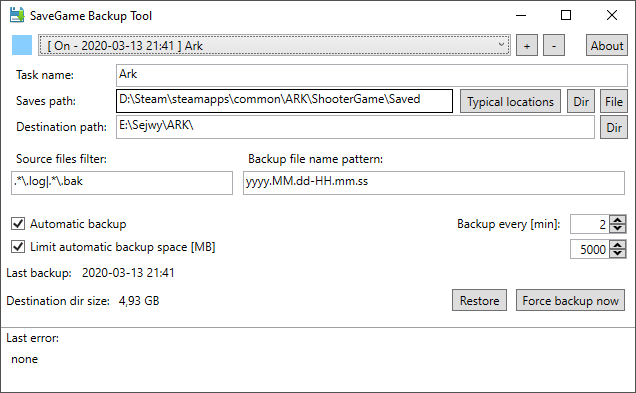 SaveGame Backup Tool
[ On - 2020-03-13 21:41 ] Ark + - About
Task name: Ark
Saves path: D:\Steam\steamapps\common\ARK\ShooterGame\Saved Typical locations Dir File
Destination path: E:\Sejwy\ARK\ Dir
Source files filter: Backup file name pattern:
.*\.log|.*\.bak yyyy.MM.dd-HH.mm.ss
Automatic backup Backup every [min]: 2
Limit automatic backup space [MB] 5000
Last backup: 2020-03-13 21:41
Destination dir size: 4,93 GB Restore Force backup now
Last error:
none